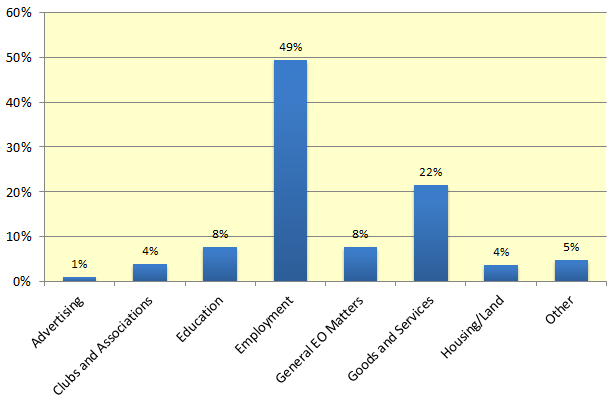 60%
50%
40%
30%
20%
10%
0%
1%
4%
8%
49%
8%
22%
4%
5%
Advertising
Clubs and Associations
Education
Employment
General EO Matters
Goods and Services
Housing/Land
Other